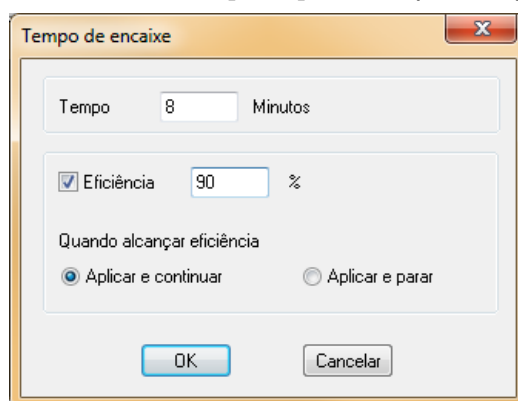 Tempo de encaixe
Tempo 8 Minutos
Eficiência 90 %
Quando alcançar eficiência
Aplicar e continuar Aplicar e parar
OK Cancelar